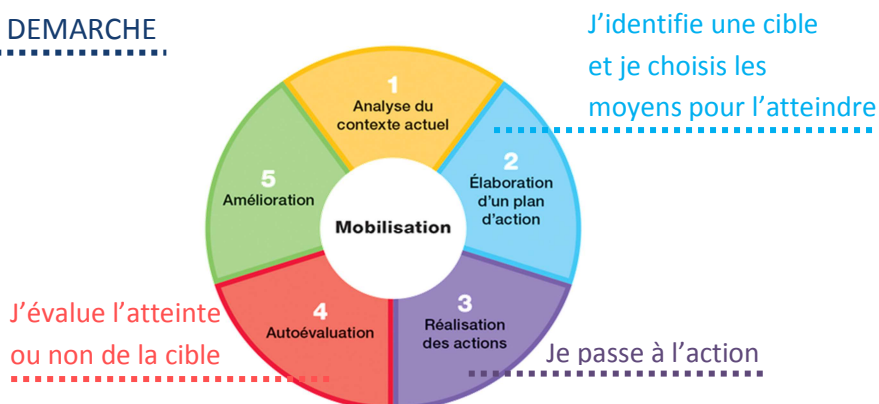 DEMARCHE
J’identifie une cible
et je choisis les
moyens pour l’atteindre
1
Analyse du
contexte actuel
2
Élaboration
d’un plan
d’action
5
Amélioration
Mobilisation
3
Réalisation
des actions
4
Autoévaluation
J’évalue l’atteinte
ou non de la cible
Je passe à l’action